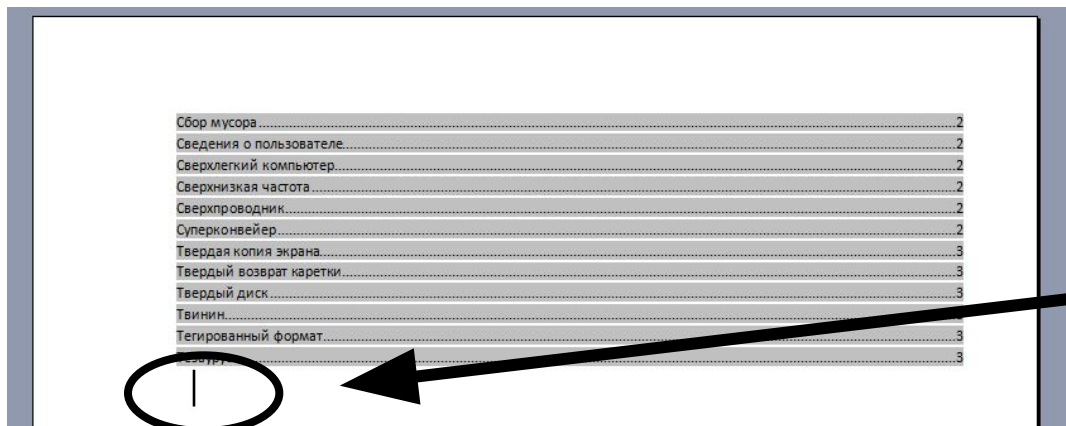 Сбор мусора....................2
Сведения о пользователе....................2
Сверхлегкий компьютер....................2
Сверхнизкая частота....................2
Сверхпроводник....................2
Суперконвейер....................2
Твердая копия экрана....................3
Твердый возврат каретки....................3
Твердый диск....................3
Твинин....................
Тегированный формат....................3
....................3